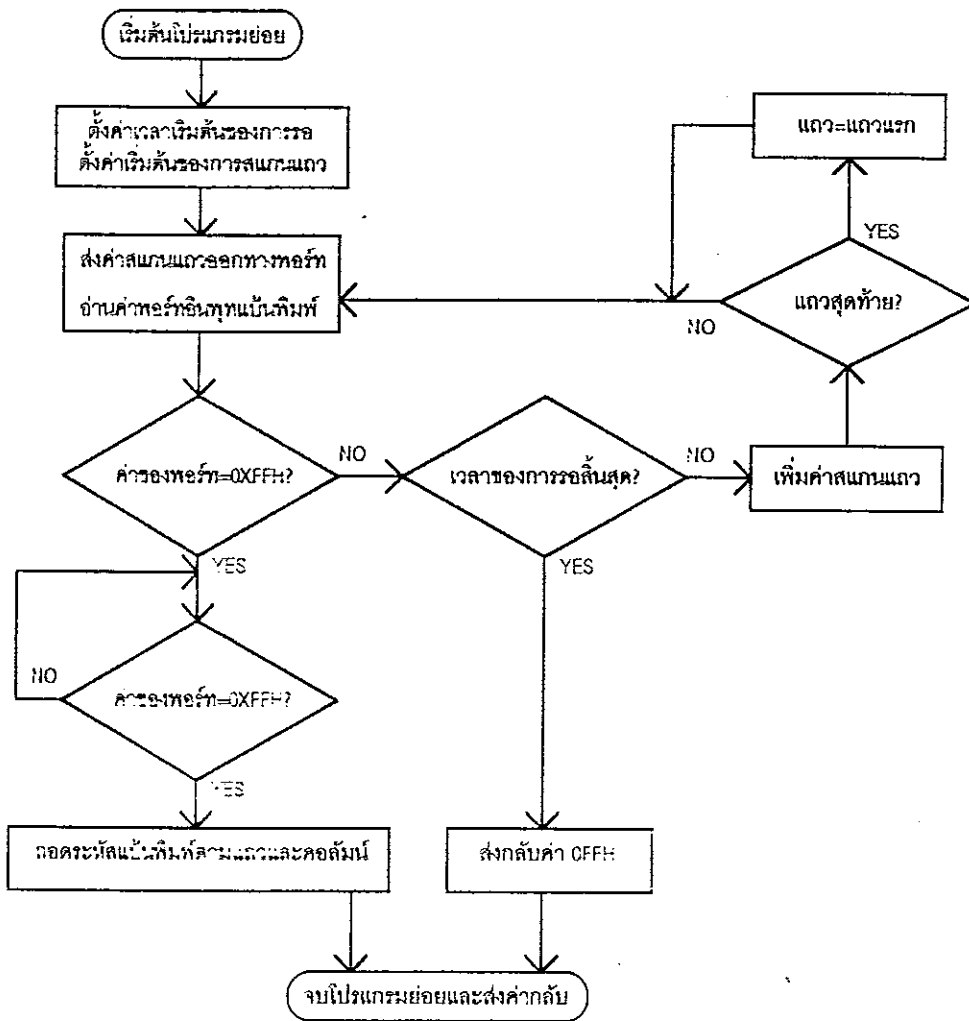 เริ่มต้นโปรแกรมย่อย
ตั้งค่าเวลาเริ่มต้นของการรอ
ตั้งค่าเริ่มต้นของการสแกนแถว
แถว=แถวแรก
ส่งค่าสแกนแถวออกทางพอร์ท
อ่านค่าพอร์ทอินพุทแป้นพิมพ์
YES
แถวสุดท้าย?
NO
ค่าของพอร์ท=0XFFH?
NO
เวลาของการรอสิ้นสุด?
NO
เพิ่มค่าสแกนแถว
YES
YES
NO
ค่าของพอร์ท=0XFFH?
YES
ถอดรหัสแป้นพิมพ์ตามแถวและคอลัมน์
ส่งกลับค่า 0FFH
จบโปรแกรมย่อยและส่งค่ากลับ